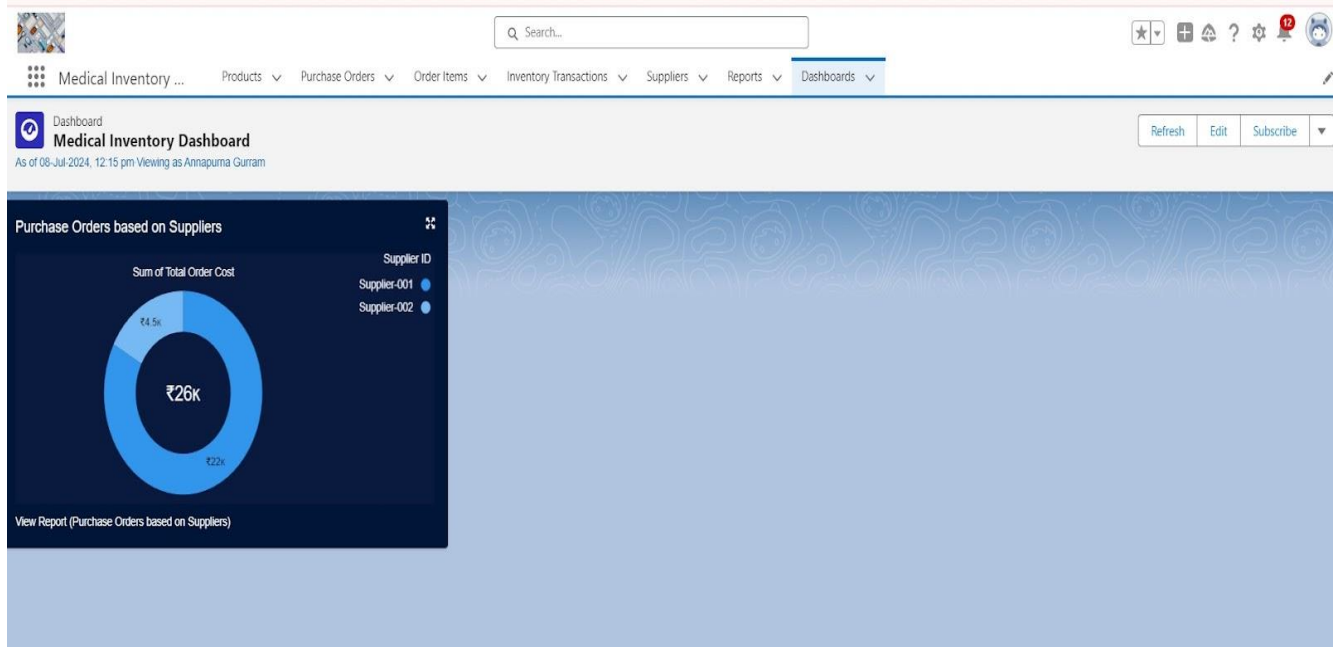 Search...
12
Medical Inventory ... Products Purchase Orders Order Items Inventory Transactions Suppliers Reports Dashboards
Dashboard
Medical Inventory Dashboard
As of 08-Jul-2024, 12:15 pm Viewing as Annapurna Gurram
Refresh Edit Subscribe
Purchase Orders based on Suppliers
Sum of Total Order Cost
Supplier ID
Supplier-001
Supplier-002
₹4.5K
₹26K
₹22K
View Report (Purchase Orders based on Suppliers)